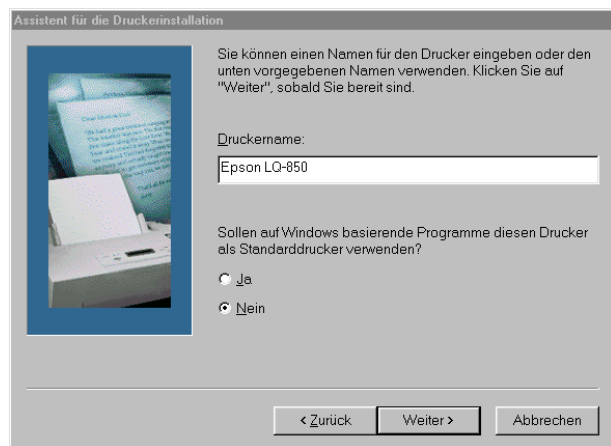 Assistent für die Druckerinstallation
Sie können einen Namen für den Drucker eingeben oder den
unten vorgegebenen Namen verwenden. Klicken Sie auf
"Weiter", sobald Sie bereit sind.
Druckername:
Epson LQ-850
Sollen auf Windows basierende Programme diesen Drucker
als Standarddrucker verwenden?
Ja
Nein
< Zurück Weiter > Abbrechen